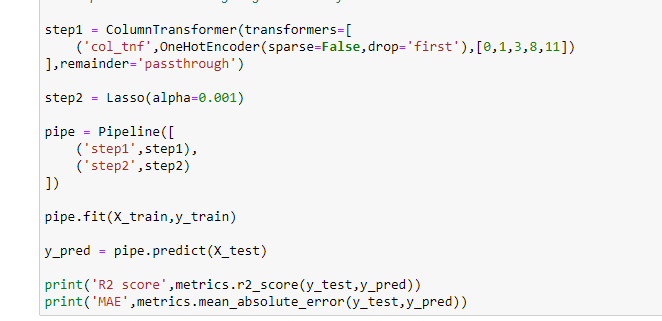 step1 = ColumnTransformer(transformers=[
    ('col_tnf',OneHotEncoder(sparse=False,drop='first'),[0,1,3,8,11])
],remainder='passthrough')
step2 = Lasso(alpha=0.001)
pipe = Pipeline([
    ('step1',step1),
    ('step2',step2)
])
pipe.fit(X_train,y_train)
y_pred = pipe.predict(X_test)
print('R2 score',metrics.r2_score(y_test,y_pred))
print('MAE',metrics.mean_absolute_error(y_test,y_pred))